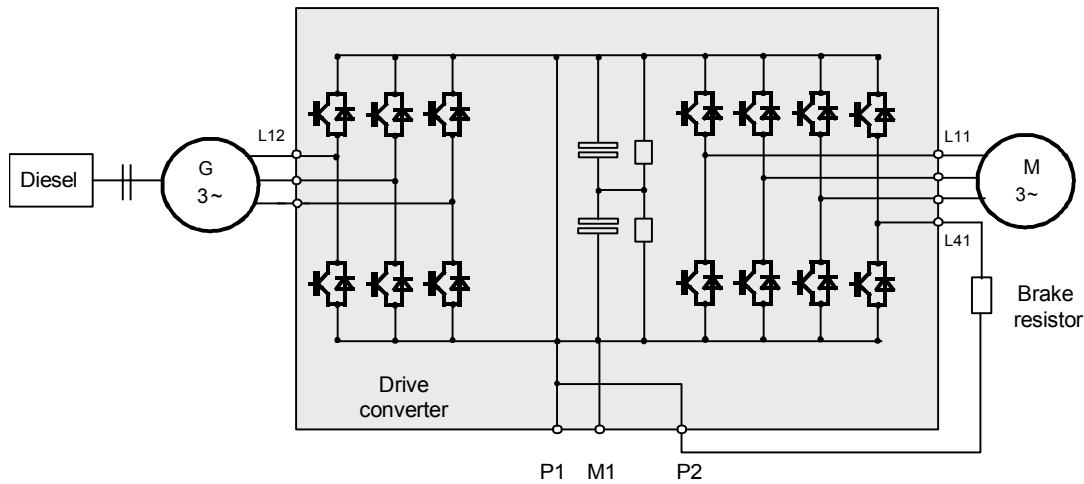 L12
L11
Diesel
G
3~
M
3~
L41
Brake
resistor
Drive
converter
P1 M1 P2